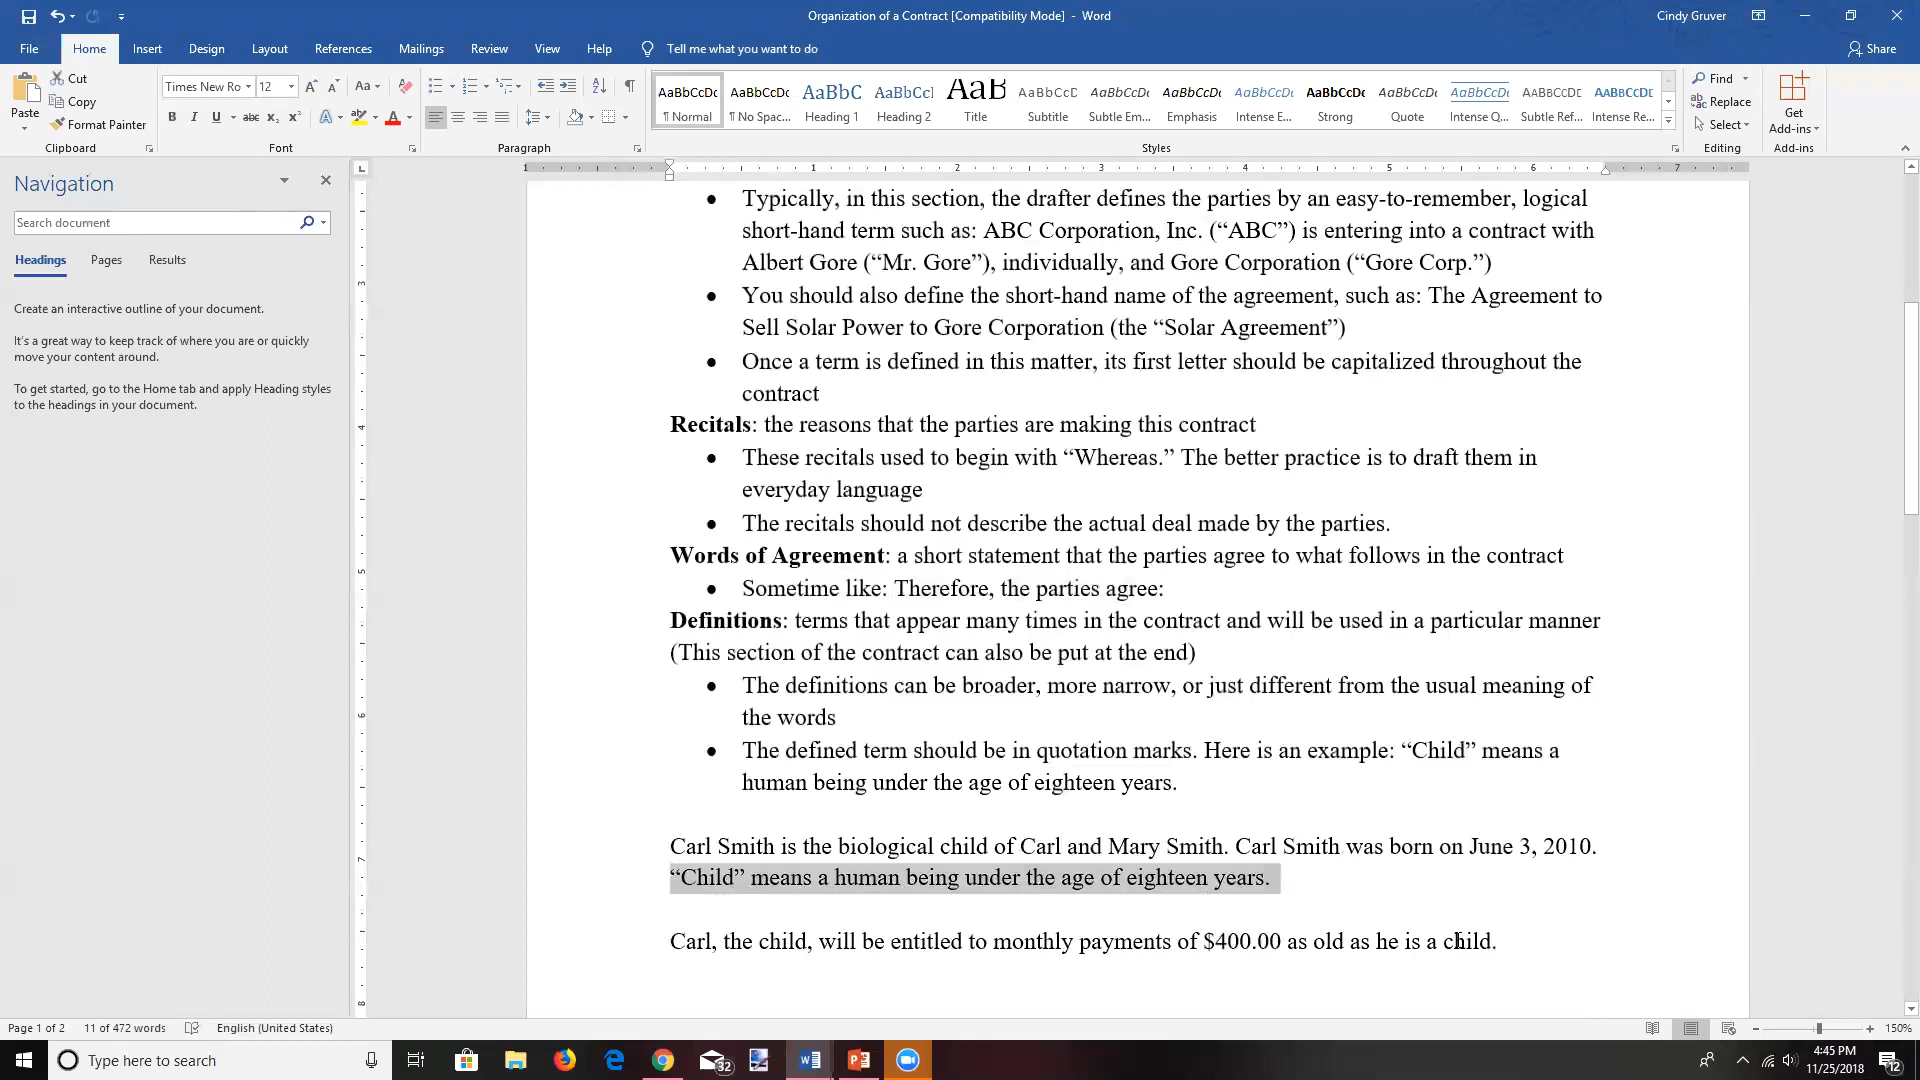 Organization of a Contract [Compatibility Mode] - Word
Cindy Gruver
File Home Insert Design Layout References Mailings Review View Help Tell me what you want to do
Share
Paste
Cut
Copy
Format Painter
Clipboard
Times New Ro 12
Font
Paragraph
AaBbCcDc AaBbCcDc AaBbC AaBbCcI AaB AaBbCcD AaBbCcDc AaBbCcDc AaBbCcDc AaBbCcDc AaBbCcDc AaBbCcDc AABBCCDE AABBCCDE
¶ Normal ¶ No Spac... Heading 1 Heading 2 Title Subtitle Subtle Em... Emphasis Intense E... Strong Quote Intense Q... Subtle Ref... Intense Re...
Styles
Find
Replace
Select
Editing
Get Add-ins
Add-ins
Navigation
Search document
Headings Pages Results
Create an interactive outline of your document.
It's a great way to keep track of where you are or quickly
move your content around.
To get started, go to the Home tab and apply Heading styles
to the headings in your document.
1 1 2 3 4 5 6 7
3
4
5
6
7
8
• Typically, in this section, the drafter defines the parties by an easy-to-remember, logical
short-hand term such as: ABC Corporation, Inc. (“ABC”) is entering into a contract with
Albert Gore (“Mr. Gore”), individually, and Gore Corporation (“Gore Corp.”)
• You should also define the short-hand name of the agreement, such as: The Agreement to
Sell Solar Power to Gore Corporation (the “Solar Agreement”)
• Once a term is defined in this matter, its first letter should be capitalized throughout the
contract
Recitals: the reasons that the parties are making this contract
• These recitals used to begin with “Whereas.” The better practice is to draft them in
everyday language
• The recitals should not describe the actual deal made by the parties.
Words of Agreement: a short statement that the parties agree to what follows in the contract
• Sometime like: Therefore, the parties agree:
Definitions: terms that appear many times in the contract and will be used in a particular manner
(This section of the contract can also be put at the end)
• The definitions can be broader, more narrow, or just different from the usual meaning of
the words
• The defined term should be in quotation marks. Here is an example: “Child” means a
human being under the age of eighteen years.
Carl Smith is the biological child of Carl and Mary Smith. Carl Smith was born on June 3, 2010.
“Child” means a human being under the age of eighteen years.
Carl, the child, will be entitled to monthly payments of $400.00 as old as he is a child.
Page 1 of 2 11 of 472 words English (United States)
150%
Type here to search
32
4:45 PM
11/25/2018
12